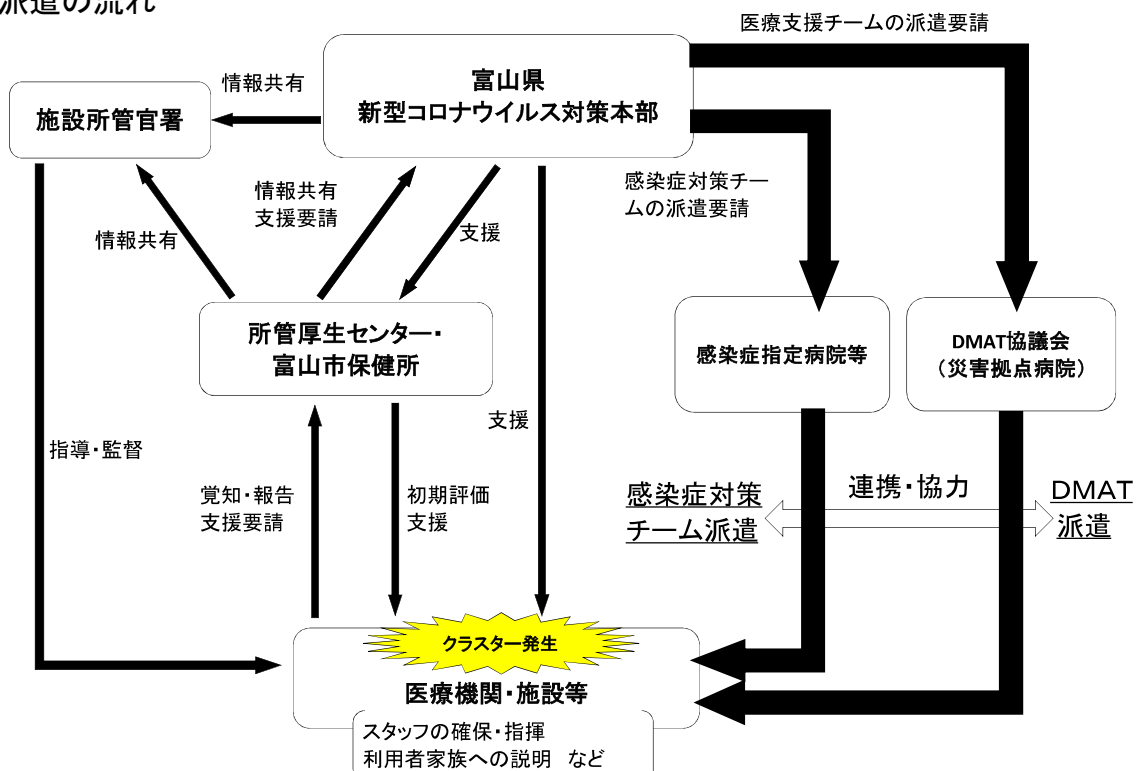 派遣の流れ
医療支援チームの派遣要請
富山県
新型コロナウイルス対策本部
情報共有
施設所管官署
感染症対策チー
ムの派遣要請
情報共有
支援要請
支援
情報共有
所管厚生センター・
富山市保健所
感染症指定病院等
DMAT協議会
（災害拠点病院）
指導・監督
支援
覚知・報告
支援要請
初期評価
支援
感染症対策
チーム派遣
連携・協力
DMAT
派遣
クラスター発生
医療機関・施設等
スタッフの確保・指揮
利用者家族への説明　など